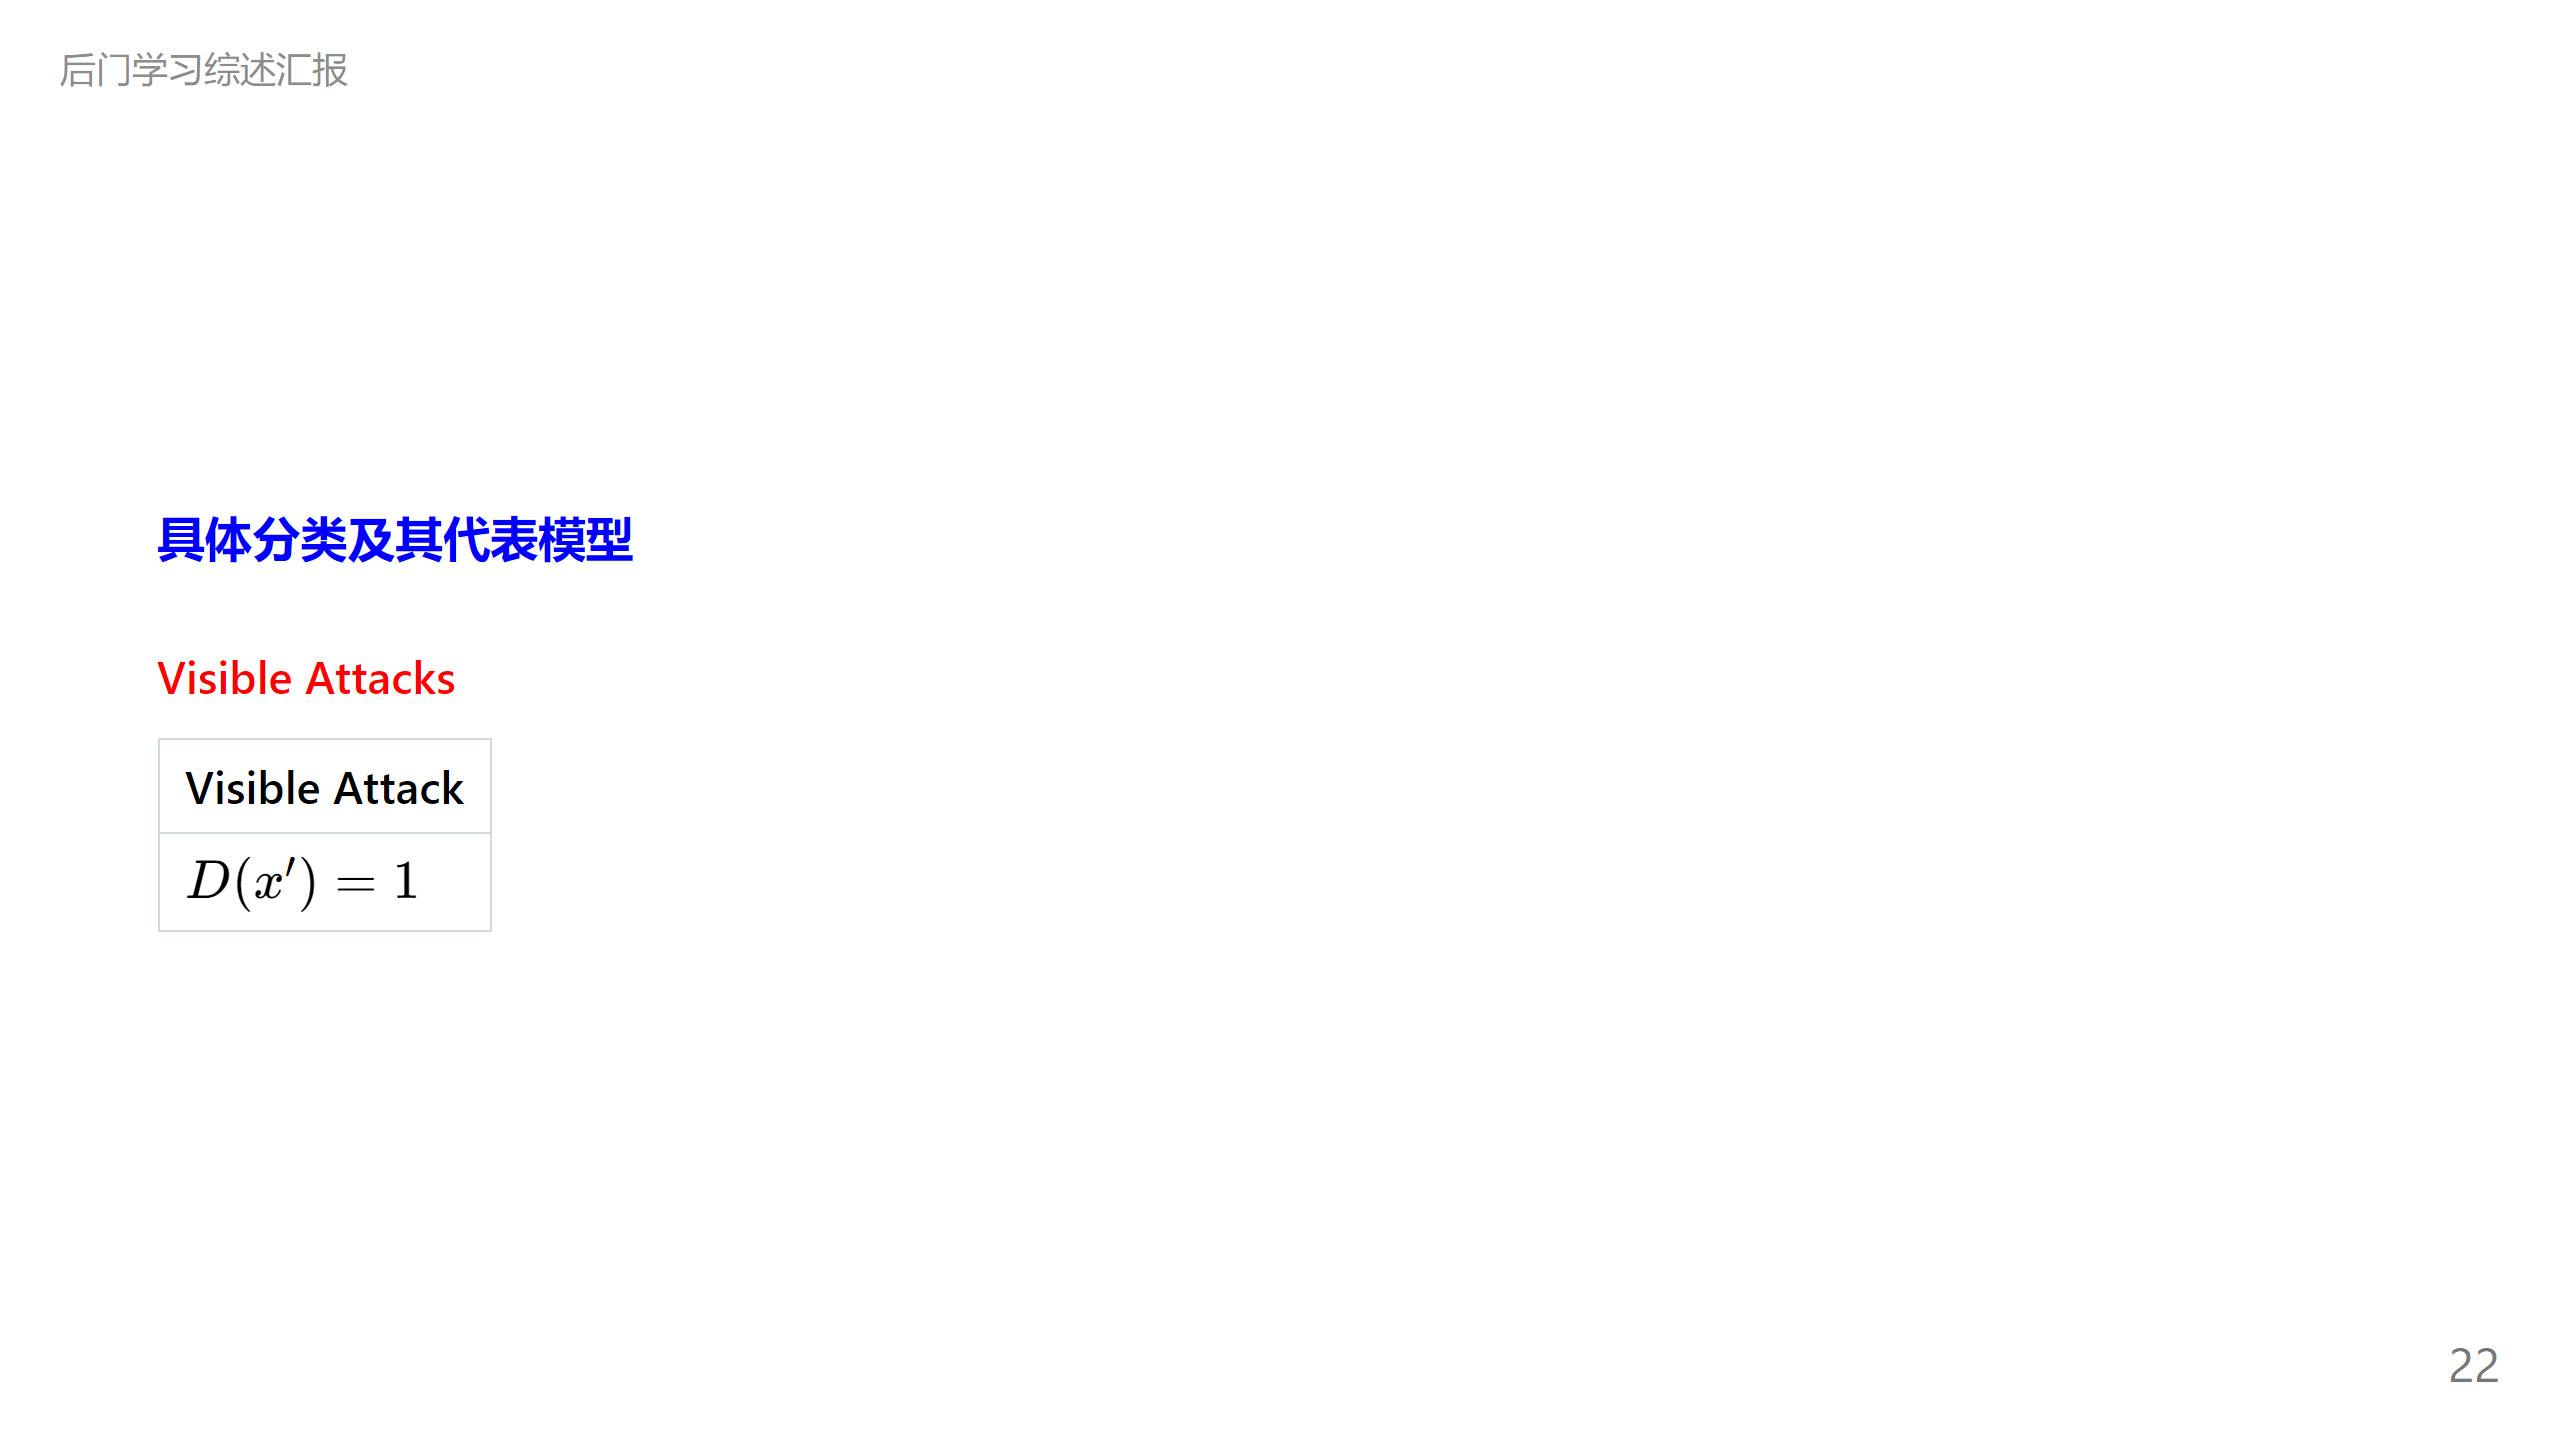 后门学习综述汇报
具体分类及其代表模型
Visible Attacks
Visible Attack
D(x′) = 1
22